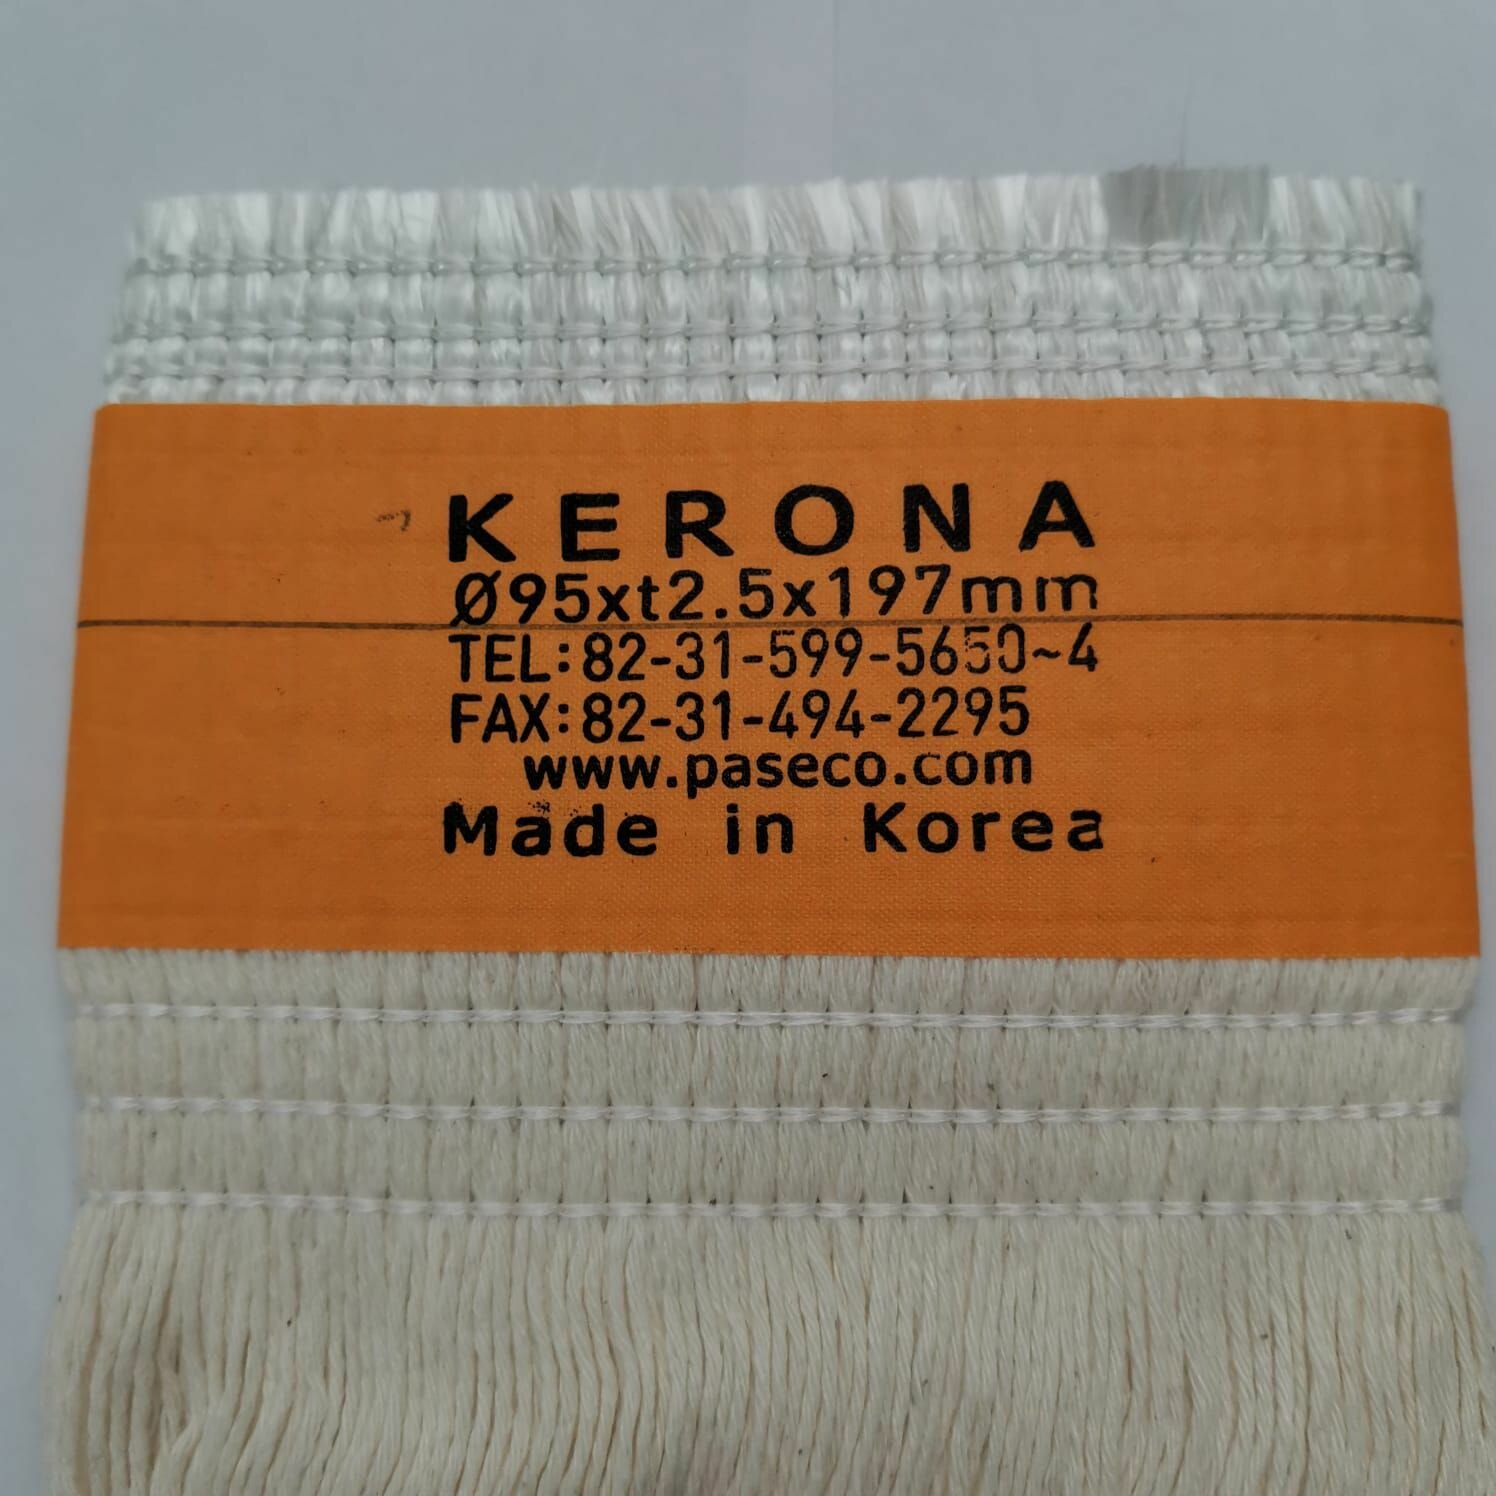 KERONA
Ø95xt2.5x197mm
TEL:82-31-599-5650~4
FAX:82-31-494-2295
www.paseco.com
Made in Korea